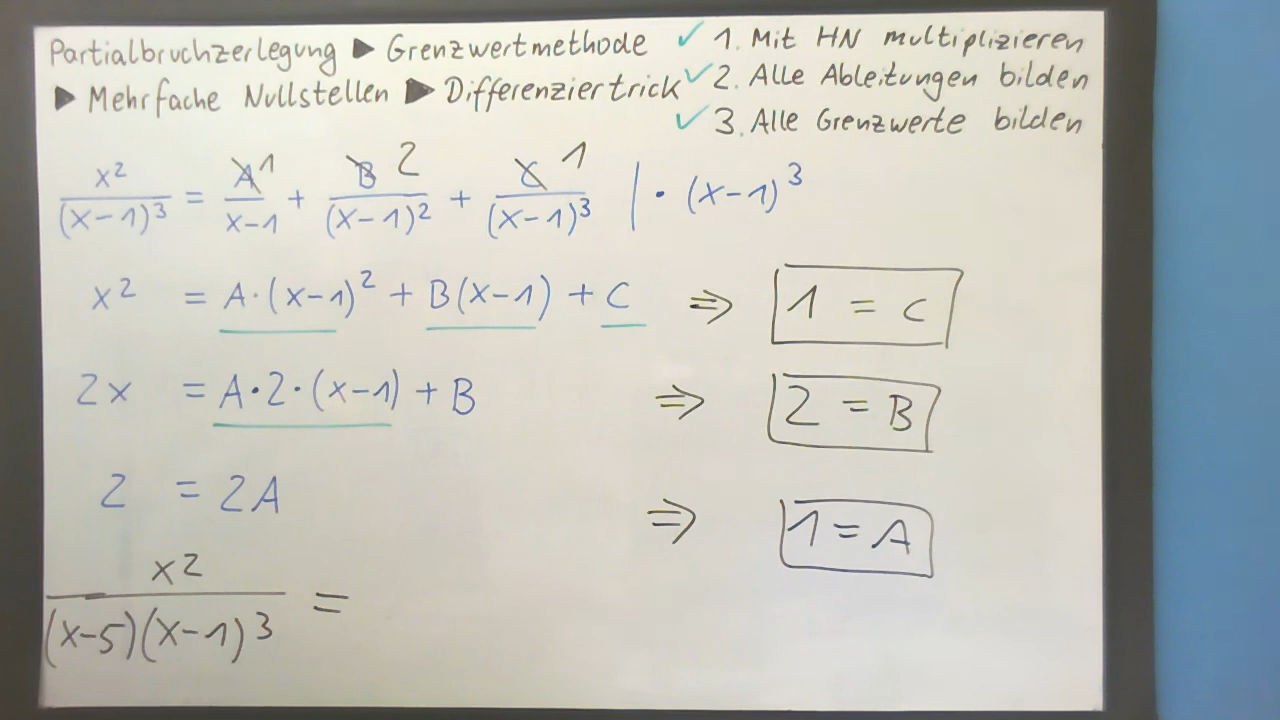 Partialbruchzerlegung ▶ Grenzwertmethode ✓ 1. Mit HN multiplizieren
▶ Mehrfache Nullstellen ▶ Differenziertrick ✓ 2. Alle Ableitungen bilden
✓ 3. Alle Grenzwerte bilden
x²/(x-1)³ = A 1/(x-1) + B 2/(x-1)² + C 1/(x-1)³ | · (x-1)³
x² = A·(x-1)² + B(x-1) + C ⇒ 1 = C
2x = A·2·(x-1) + B ⇒ 2 = B
2 = 2A ⇒ 1 = A
x²/((x-5)(x-1)³) =